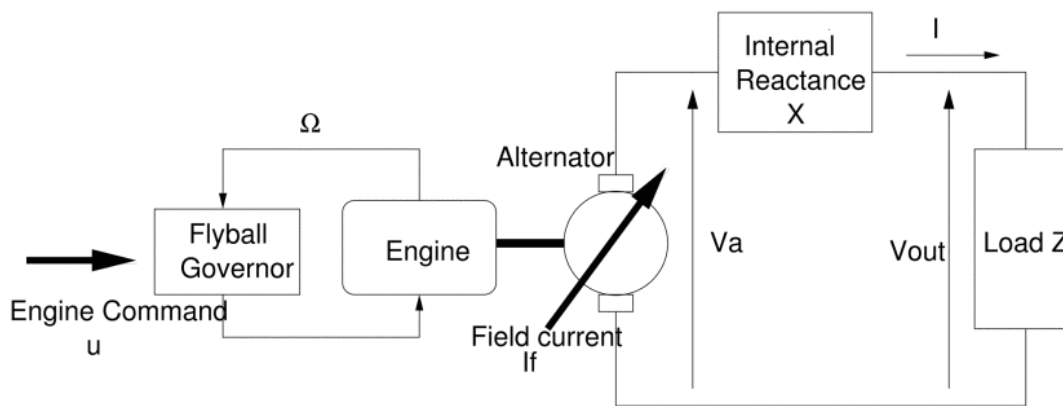 Internal
Reactance
X
I
Ω
Alternator
Flyball
Governor
Engine
Va
Vout
Load Z
Engine Command
u
Field current
If